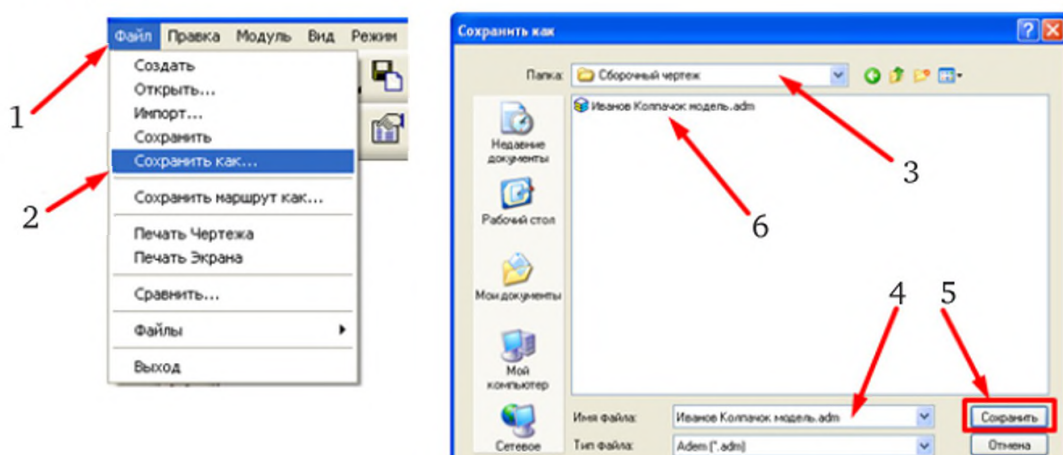 Файл Правка Модуль Вид Режим
Создать
Открыть...
Импорт...
Сохранить
Сохранить как...
Сохранить маршрут как...
Печать Чертежа
Печать Экрана
Сравнить...
Файлы
Выход
1
2
Сохранить как
Папка: Сборочный чертеж
Иванов Колпачок модель.adm
Недавние
документы
Рабочий стол
Мои документы
Мой
компьютер
Сетевое
3
6
4 5
Имя файла: Иванов Колпачок модель.adm Сохранить
Тип файла: Adem (*.adm) Отмена